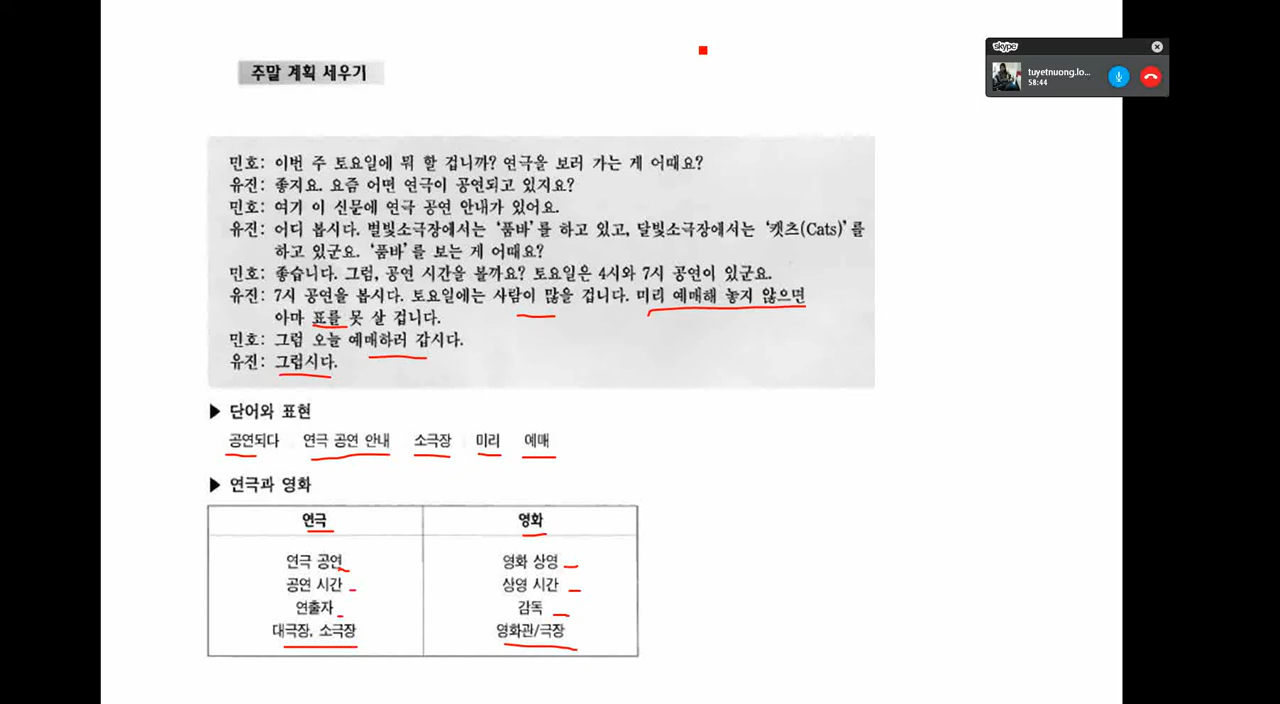 주말 계획 세우기
skype
tuyetnuong.lo...
58:44
민호: 이번 주 토요일에 뭐 할 겁니까? 연극을 보러 가는 게 어때요?
유진: 좋지요. 요즘 어떤 연극이 공연되고 있지요?
민호: 여기 이 신문에 연극 공연 안내가 있어요.
유진: 어디 봅시다. 별빛소극장에서는 ‘품바’를 하고 있고, 달빛소극장에서는 ‘캣츠(Cats)’를
하고 있군요. ‘품바’를 보는 게 어때요?
민호: 좋습니다. 그럼, 공연 시간을 볼까요? 토요일은 4시와 7시 공연이 있군요.
유진: 7시 공연을 봅시다. 토요일에는 사람이 많을 겁니다. 미리 예매해 놓지 않으면
아마 표를 못 살 겁니다.
민호: 그럼 오늘 예매하러 갑시다.
유진: 그럽시다.
▶ 단어와 표현
공연되다 연극 공연 안내 소극장 미리 예매
▶ 연극과 영화
연극 영화
연극 공연 영화 상영
공연 시간 상영 시간
연출자 감독
대극장, 소극장 영화관/극장